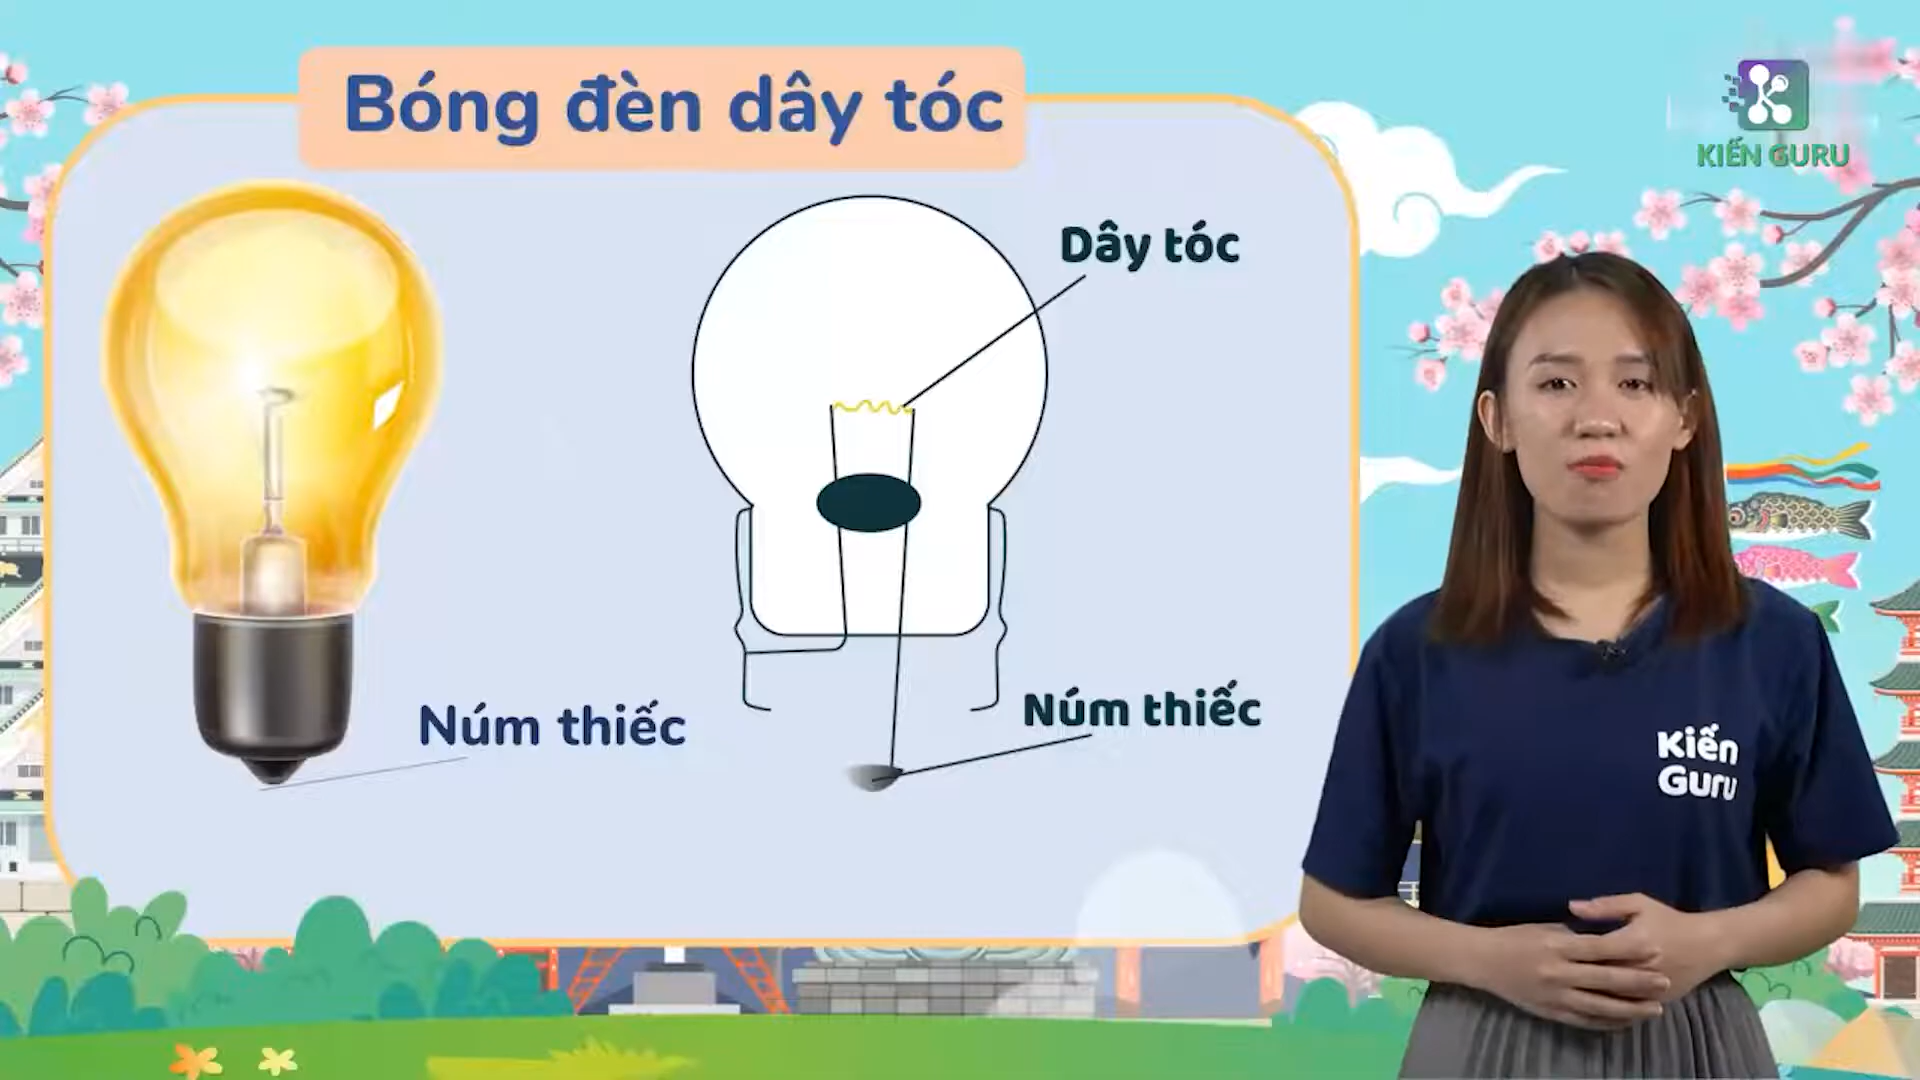 Bóng đèn dây tóc
KIẾN GURU
Dây tóc
Núm thiếc
Núm thiếc
Kiến
Guru